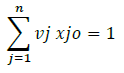 n
∑ vj xjo = 1
j=1